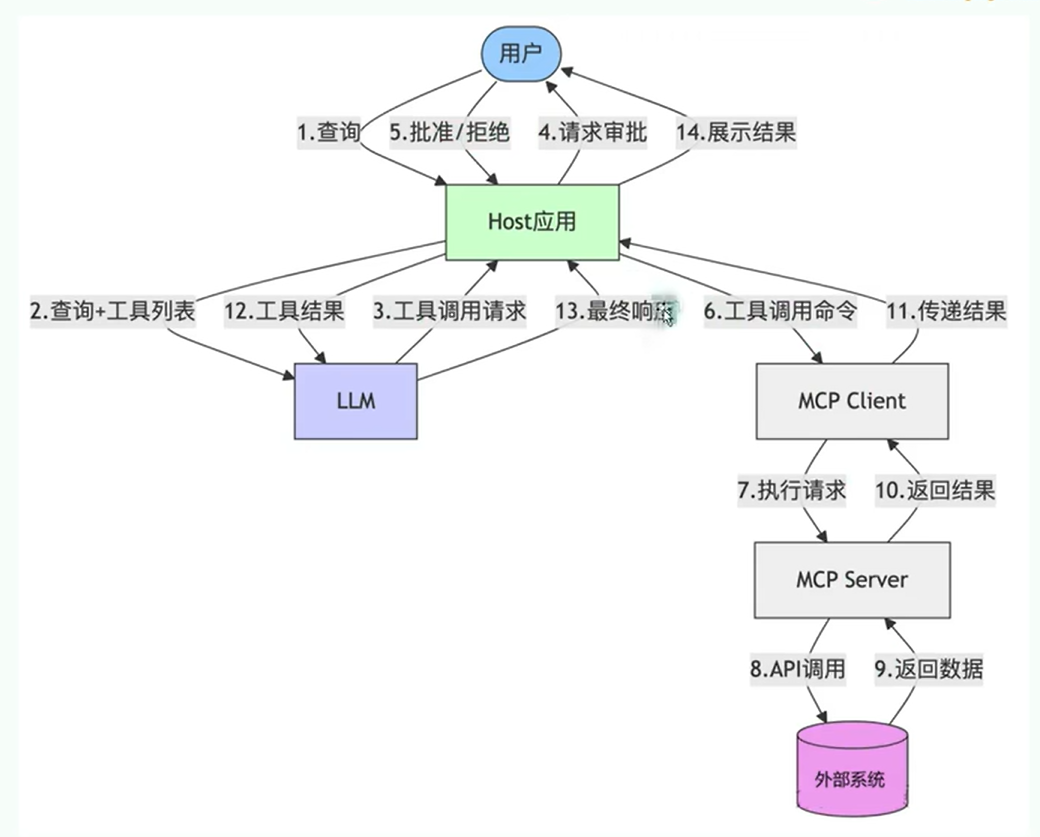 用户
1.查询
5.批准/拒绝
4.请求审批
14.展示结果
Host应用
2.查询+工具列表
12.工具结果
3.工具调用请求
13.最终响
6.工具调用命令
11.传递结果
LLM
MCP Client
7.执行请求
10.返回结果
MCP Server
8.API调用
9.返回数据
外部系统